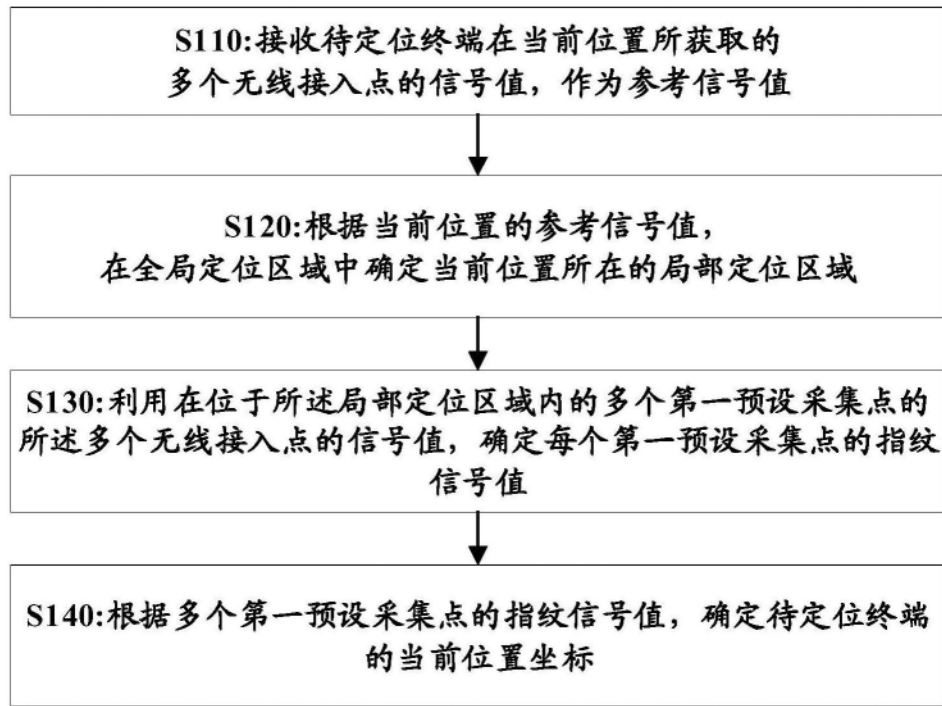 S110:接收待定位终端在当前位置所获取的
多个无线接入点的信号值，作为参考信号值
S120:根据当前位置的参考信号值，
在全局定位区域中确定当前位置所在的局部定位区域
S130:利用在位于所述局部定位区域内的多个第一预设采集点的
所述多个无线接入点的信号值，确定每个第一预设采集点的指纹
信号值
S140:根据多个第一预设采集点的指纹信号值，确定待定位终端
的当前位置坐标